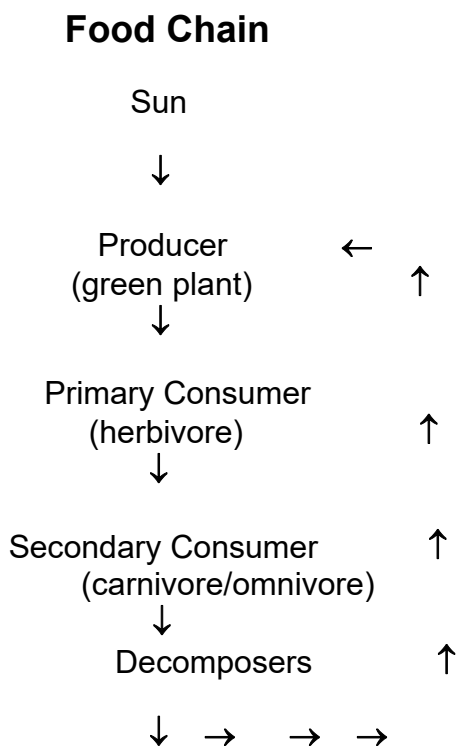 Food Chain
Sun
↓
Producer ←
(green plant) ↑
↓
Primary Consumer
(herbivore) ↑
↓
Secondary Consumer ↑
(carnivore/omnivore)
↓
Decomposers ↑
↓ → → →